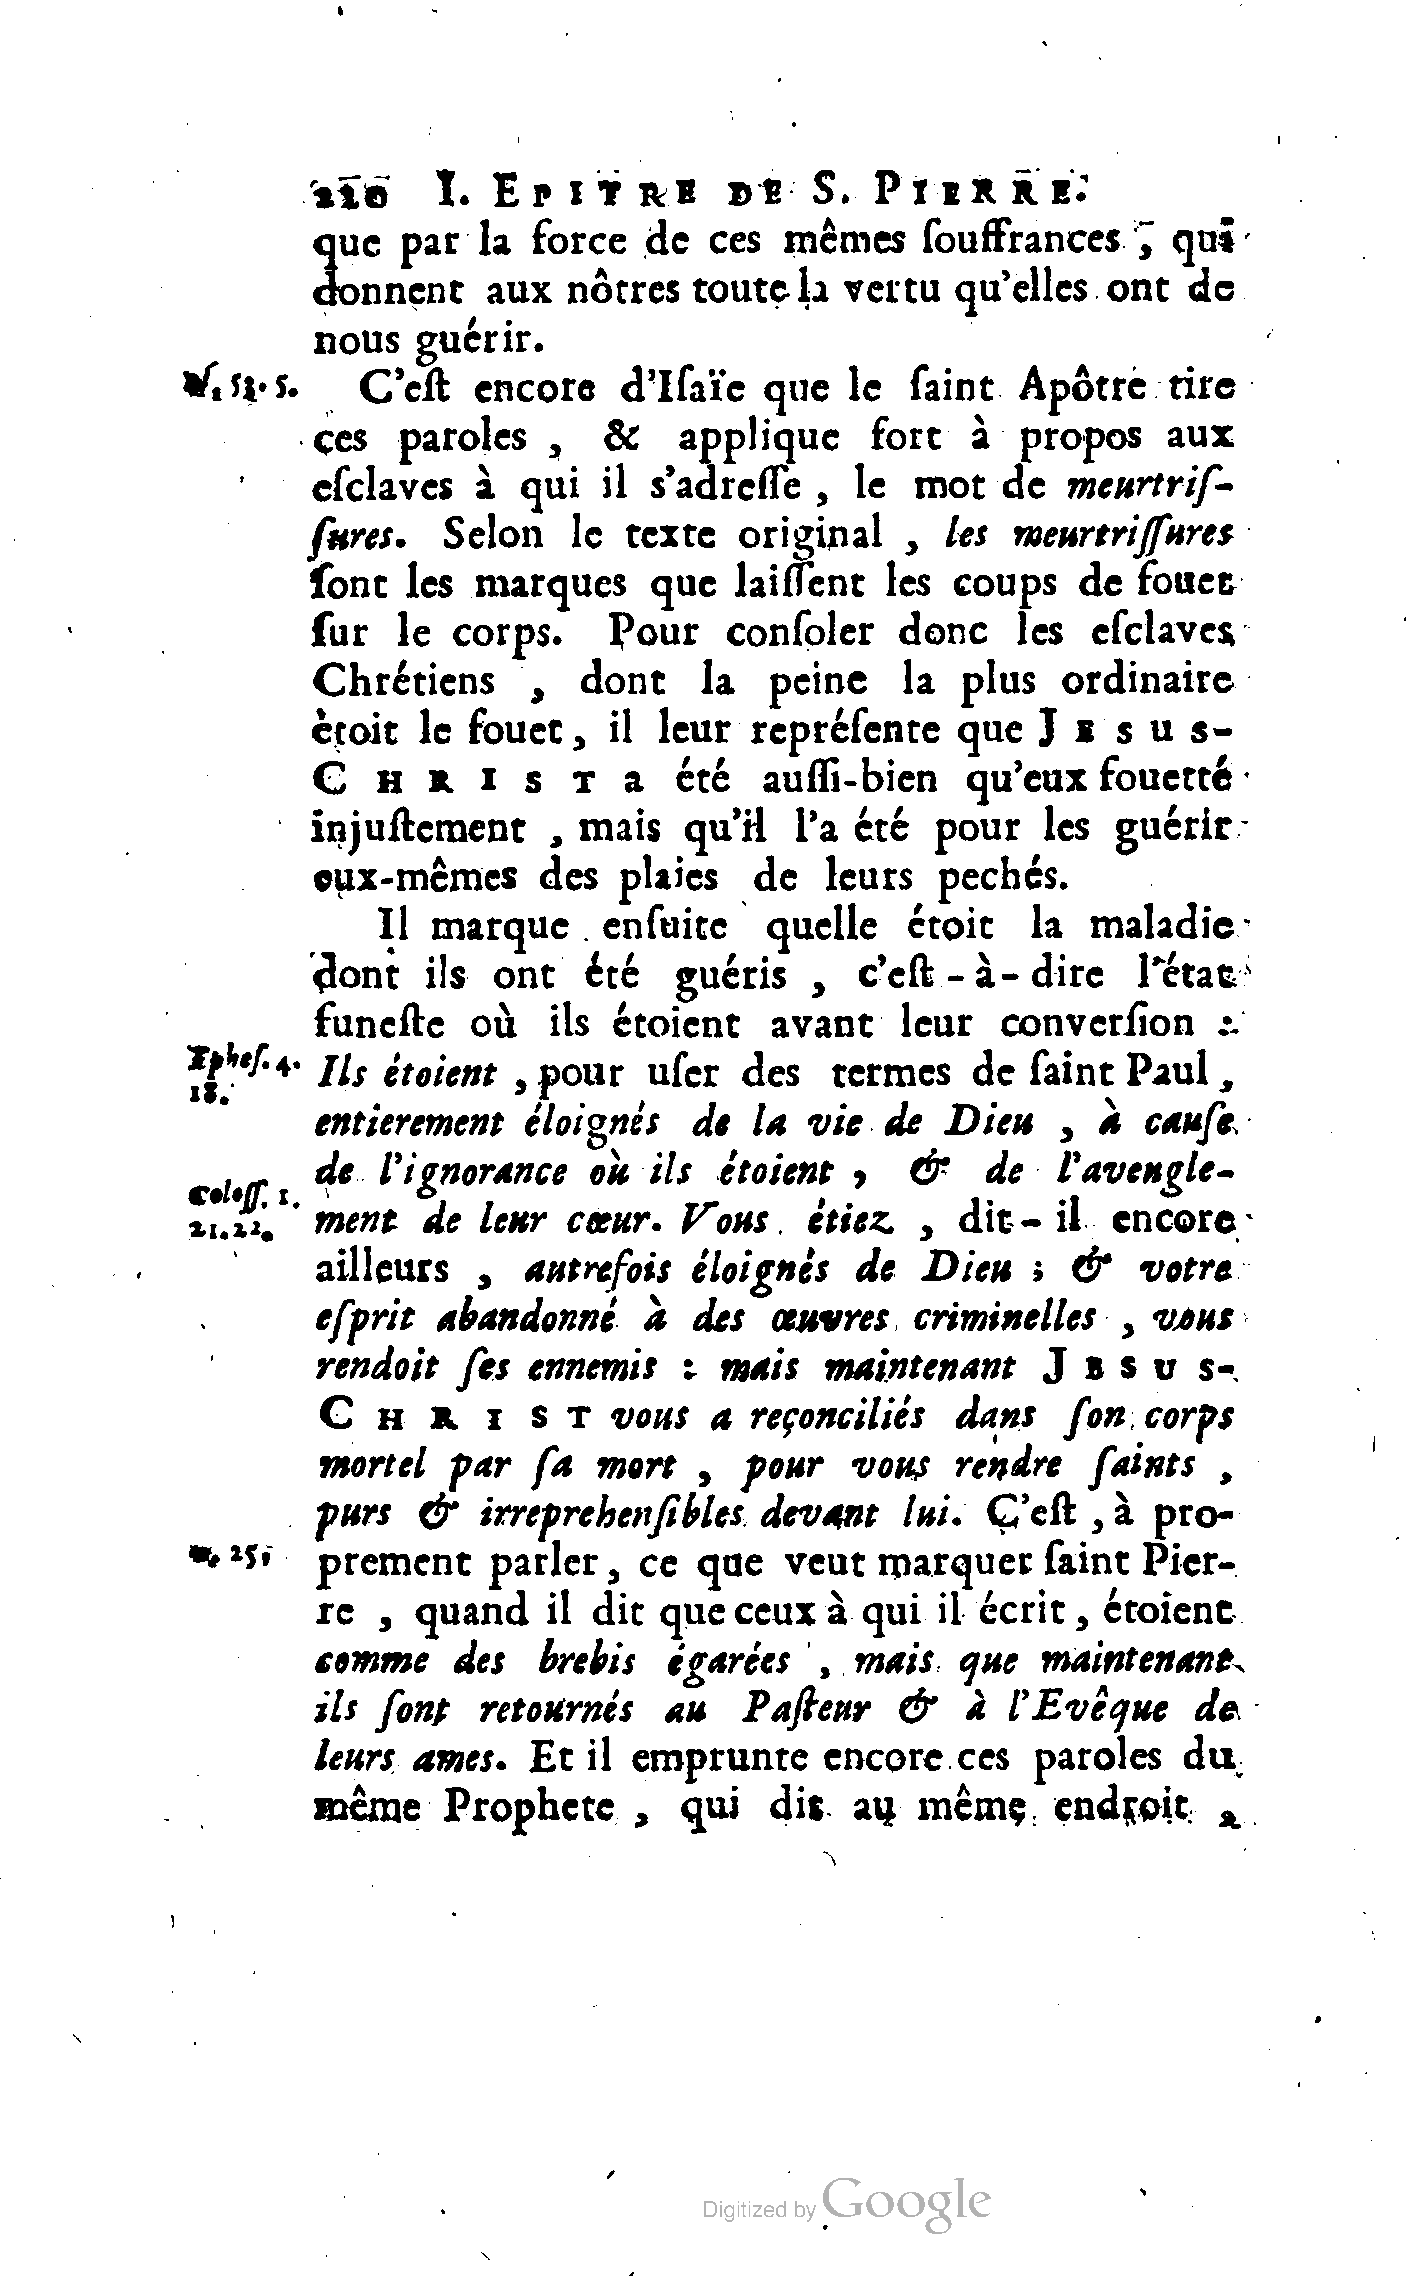 210 I. EPITRE DE S. PIERRE.
que par la force de ces mêmes ſouffrances, qui
donnent aux nôtres toute la vertu qu'elles ont de
nous guérir.
Iſ. 53. 5.
C'eſt encore d'Iſaïe que le ſaint Apôtre tire
ces paroles, & applique fort à propos aux
eſclaves à qui il s'adreſſe, le mot de meurtriſ-
ſures. Selon le texte original, les meurtriſſures
ſont les marques que laiſſent les coups de fouet
ſur le corps. Pour conſoler donc les eſclaves
Chrétiens, dont la peine la plus ordinaire
ètoit le fouet, il leur repréſente que JESUS-
CHRIST a été auſſi-bien qu'eux fouetté
injuſtement, mais qu'il l'a été pour les guérir
eux-mêmes des plaies de leurs pechés.
Il marque enſuite quelle étoit la maladie
dont ils ont été guéris, c'eſt-à-dire l'état
funeſte où ils étoient avant leur converſion :
Epheſ. 4.
18.
Ils étoient, pour uſer des termes de ſaint Paul,
entierement éloignés de la vie de Dieu, à cauſe
de l'ignorance où ils étoient, & de l'aveugle-
Coloſſ. 1.
21. 22.
ment de leur cœur. Vous étiez, dit-il encore
ailleurs, autrefois éloignés de Dieu ; & votre
eſprit abandonné à des œuvres criminelles, vous
rendoit ſes ennemis : mais maintenant JESUS-
CHRIST vous a reçonciliés dans ſon corps
mortel par ſa mort, pour vous rendre ſaints,
purs & irreprehenſibles devant lui. C'eſt, à pro-
v. 25.
prement parler, ce que veut marquer ſaint Pier-
re, quand il dit que ceux à qui il écrit, étoient
comme des brebis égarées, mais que maintenant
ils ſont retournés au Paſteur & à l'Evêque de
leurs ames. Et il emprunte encore ces paroles du
même Prophete, qui dit au même endroit,
Digitized by Google